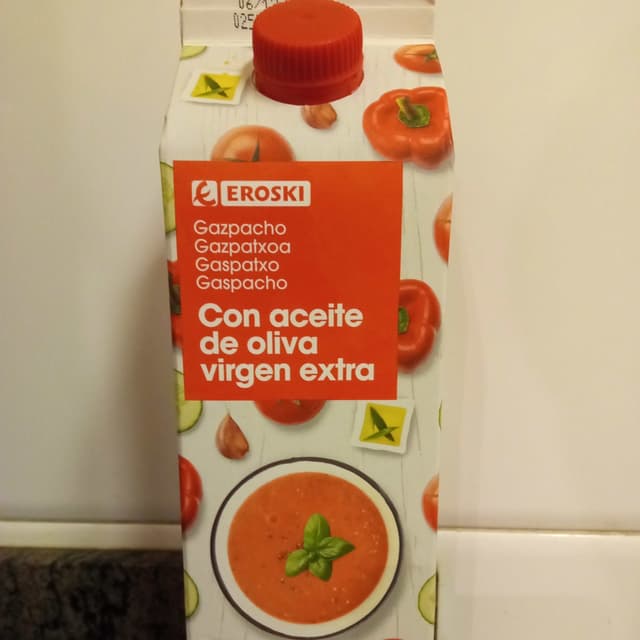 EROSKI
Gazpacho
Gazpatxoa
Gaspatxo
Gaspacho
Con aceite
de oliva
virgen extra